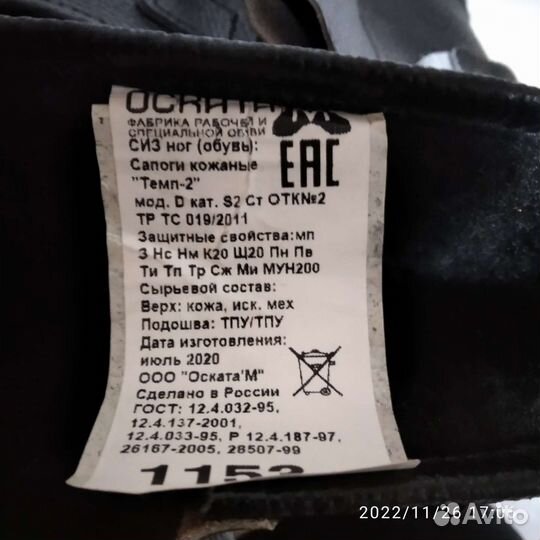 ОСКАТА'М
ФАБРИКА РАБОЧЕЙ И
СПЕЦИАЛЬНОЙ ОБУВИ
СИЗ ног (обувь):
Сапоги кожаные
"Темп-2"
мод. D кат. S2 Ст ОТК№2
ТР ТС 019/2011
EAC
Защитные свойства:мп
З Нс Нм К20 Щ20 Пн Пв
Ти Тп Тр Сж Ми МУН200
Сырьевой состав:
Верх: кожа, иск. мех
Подошва: ТПУ/ТПУ
Дата изготовления:
июль 2020
ООО "Оската'М"
Сделано в России
ГОСТ: 12.4.032-95,
12.4.137-2001,
12.4.033-95, Р 12.4.187-97,
26167-2005, 28507-99
1153
2022/11/26 17:06
Avito